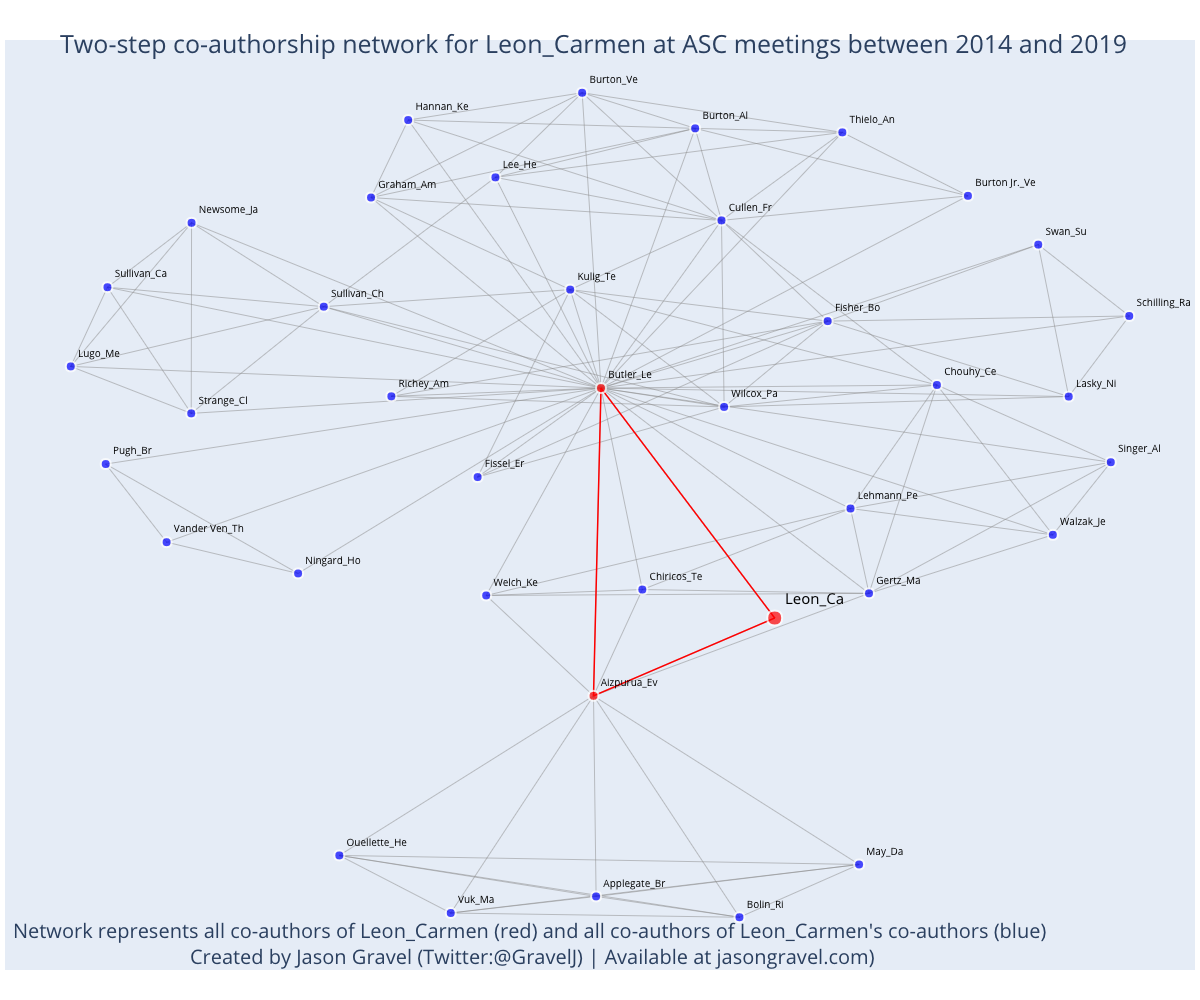 Two-step co-authorship network for Leon_Carmen at ASC meetings between 2014 and 2019
Burton_Ve
Hannan_Ke
Burton_Al
Thielo_An
Lee_He
Graham_Am
Burton Jr._Ve
Newsome_Ja
Cullen_Fr
Swan_Su
Sullivan_Ca
Kulig_Te
Sullivan_Ch
Fisher_Bo
Schilling_Ra
Lugo_Me
Butler_Le
Chouhy_Ce
Richey_Am
Wilcox_Pa
Lasky_Ni
Strange_Cl
Pugh_Br
Fissel_Er
Singer_Al
Lehmann_Pe
Vander Ven_Th
Walzak_Je
Ningard_Ho
Welch_Ke
Chiricos_Te
Gertz_Ma
Leon_Ca
Aizpurua_Ev
Ouellette_He
May_Da
Applegate_Br
Vuk_Ma
Bolin_Ri
Network represents all co-authors of Leon_Carmen (red) and all co-authors of Leon_Carmen's co-authors (blue)
Created by Jason Gravel (Twitter:@GravelJ) | Available at jasongravel.com)